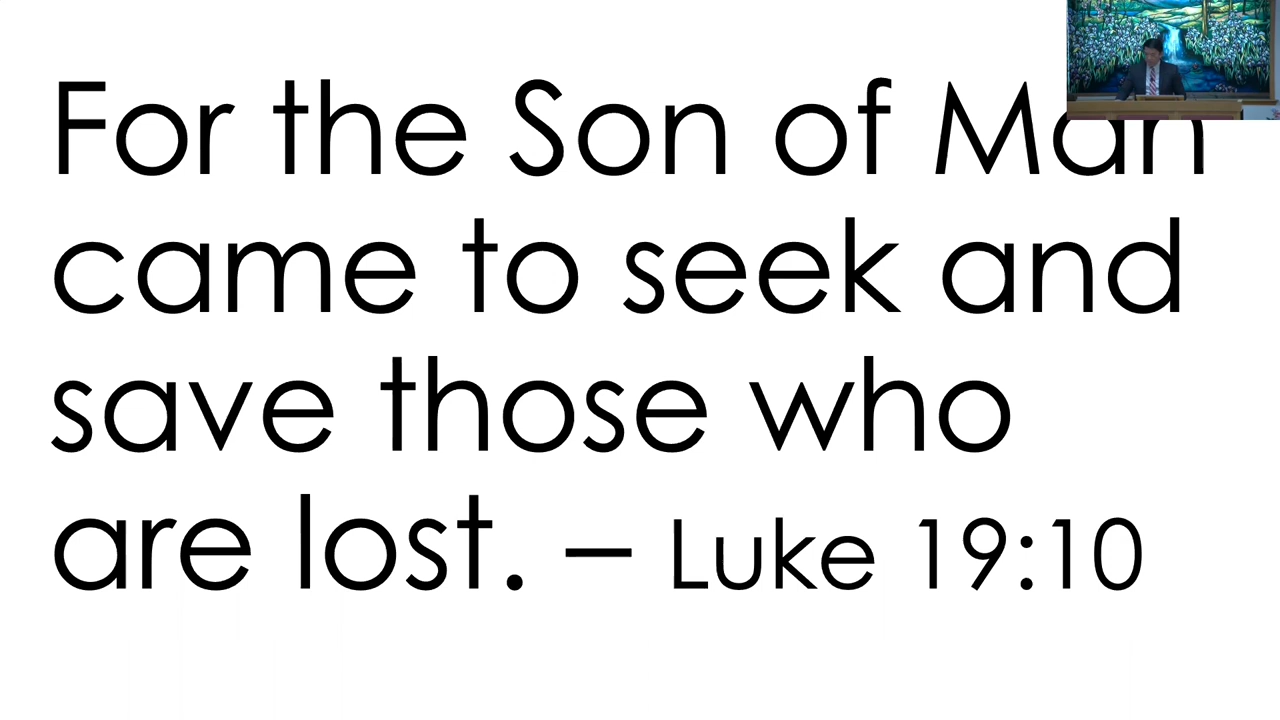 For the Son of Man
came to seek and
save those who
are lost. – Luke 19:10